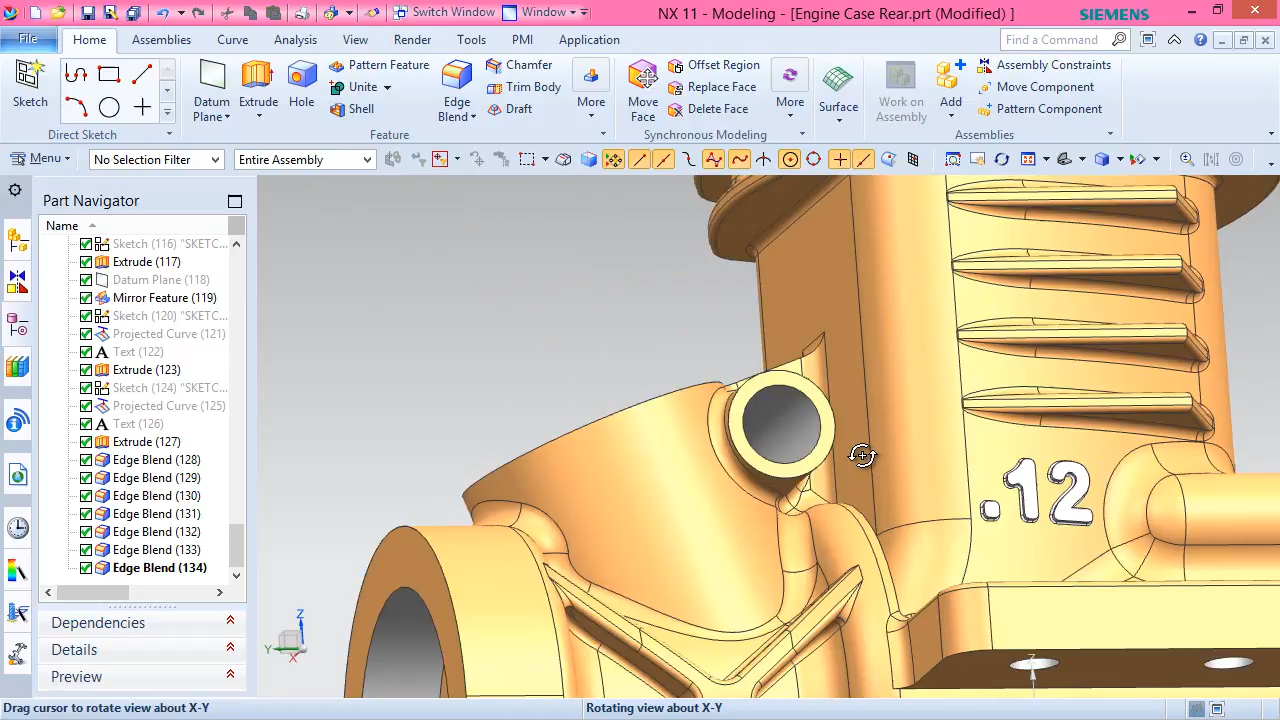 Switch Window
Window
NX 11 - Modeling - [Engine Case Rear.prt (Modified) ]
SIEMENS
File
Home
Assemblies
Curve
Analysis
View
Render
Tools
PMI
Application
Find a Command
Sketch
Direct Sketch
Datum Plane
Extrude
Hole
Pattern Feature
Unite
Shell
Edge Blend
Chamfer
Trim Body
Draft
More
Feature
Move Face
Offset Region
Replace Face
Delete Face
More
Synchronous Modeling
Surface
Work on Assembly
Add
Assembly Constraints
Move Component
Pattern Component
Assemblies
Menu
No Selection Filter
Entire Assembly
Part Navigator
Name
Sketch (116) "SKETC...
Extrude (117)
Datum Plane (118)
Mirror Feature (119)
Sketch (120) "SKETC...
Projected Curve (121)
Text (122)
Extrude (123)
Sketch (124) "SKETC...
Projected Curve (125)
Text (126)
Extrude (127)
Edge Blend (128)
Edge Blend (129)
Edge Blend (130)
Edge Blend (131)
Edge Blend (132)
Edge Blend (133)
Edge Blend (134)
Dependencies
Details
Preview
.12
Z
Y
X
Z
Drag cursor to rotate view about X-Y
Rotating view about X-Y